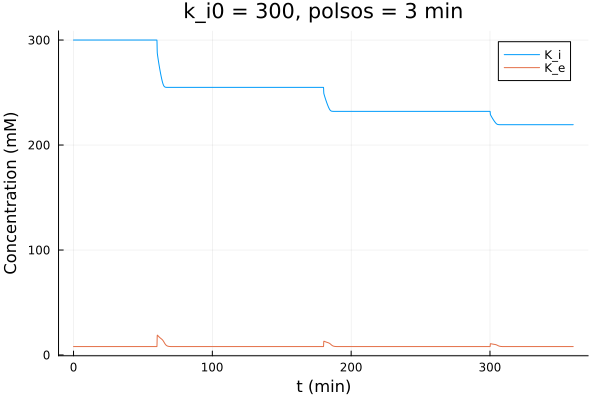 k_i0 = 300, polsos = 3 min
300
K_i
K_e
200
100
0
Concentration (mM)
0 100 200 300
t (min)